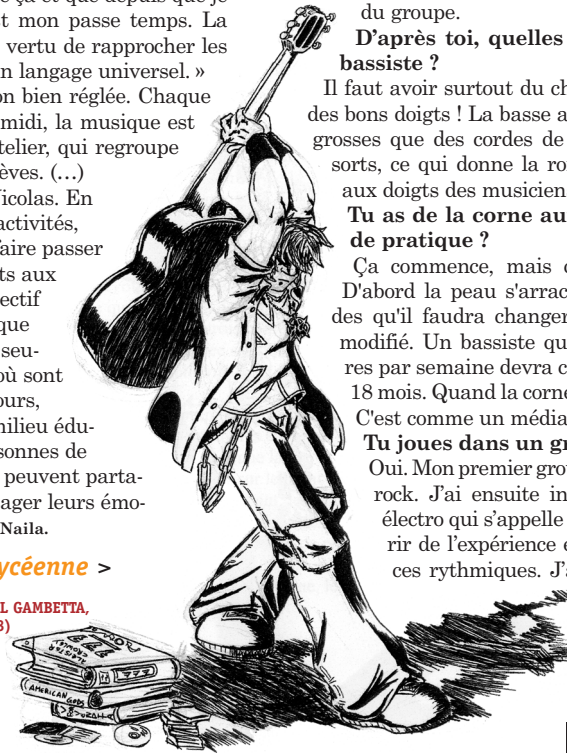 ça et que depuis que je
st mon passe temps. La
vertu de rapprocher les
n langage universel. »
on bien réglée. Chaque
midi, la musique est
telier, qui regroupe
èves. (…)
Nicolas. En
activités,
faire passer
ts aux
ectif
que
seu-
où sont
ours,
milieu édu-
sonnes de
peuvent parta-
ager leurs émo-
Naila.
ycéenne >
L GAMBETTA,
3)
du groupe.
D’après toi, quelles
bassiste ?
Il faut avoir surtout du ch
des bons doigts ! La basse a
grosses que des cordes de
sorts, ce qui donne la ro
aux doigts des musicien
Tu as de la corne au
de pratique ?
Ça commence, mais c
D'abord la peau s'arrac
des qu'il faudra changer
modifié. Un bassiste qu
res par semaine devra c
18 mois. Quand la corne
C'est comme un média
Tu joues dans un gr
Oui. Mon premier grou
rock. J’ai ensuite in
électro qui s’appelle
rir de l’expérience e
ces rythmiques. J’a
AMERICAN GODS